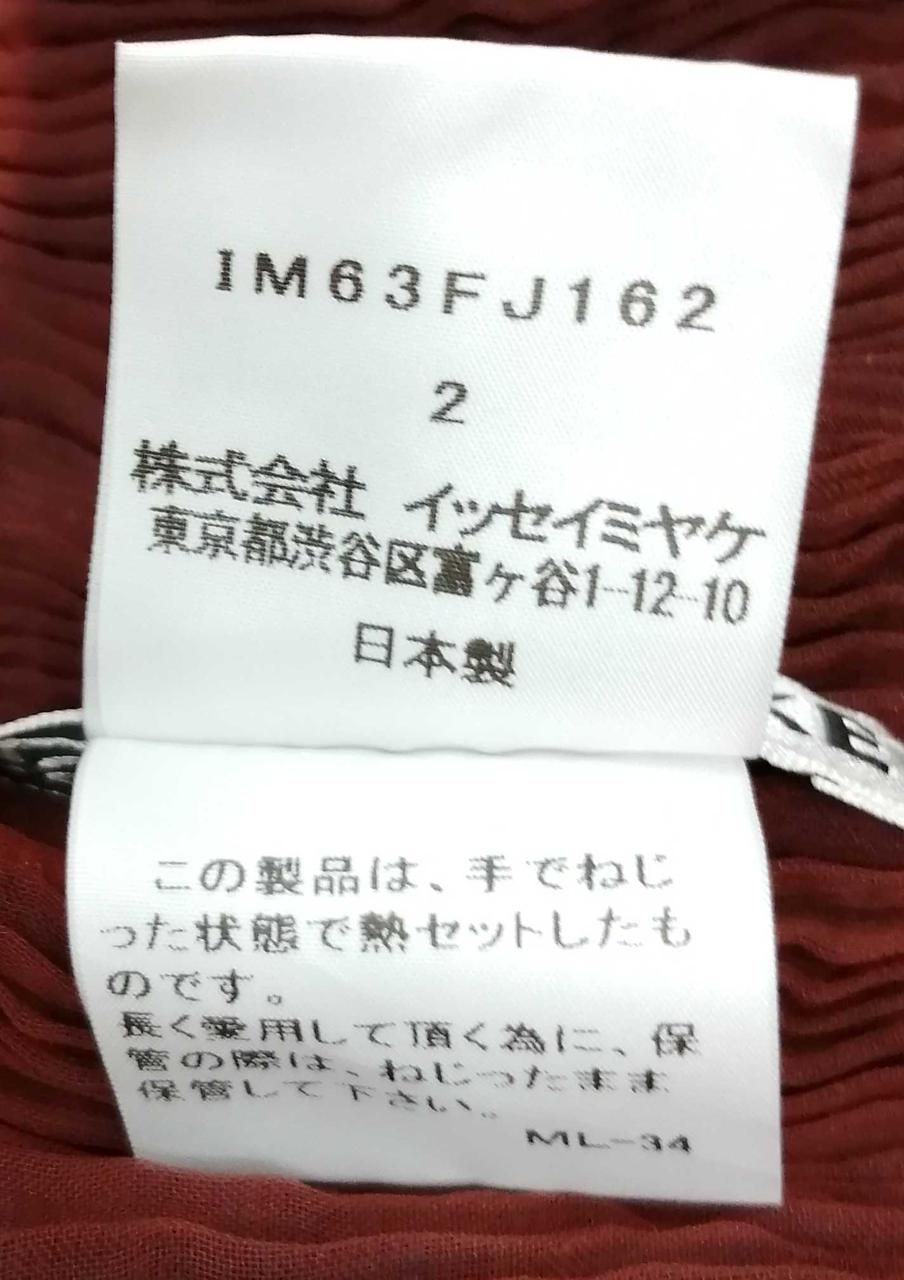 IM63FJ162
2
株式会社 イッセイミヤケ
東京都渋谷区富ヶ谷1-12-10
日本製
KE
この製品は、手でねじ
った状態で熱セットしたも
のです。
長く愛用して頂く為に、保
管の際は、ねじったまま
保管して下さい。
ML-34